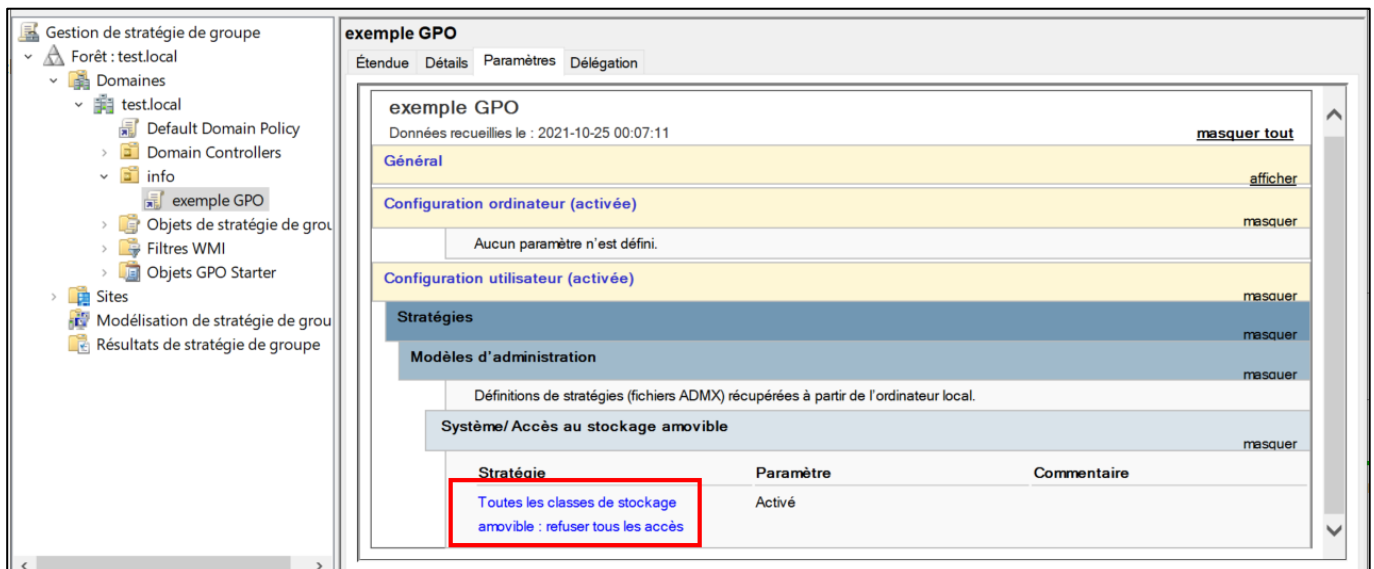 Gestion de stratégie de groupe
Forêt : test.local
Domaines
test.local
Default Domain Policy
Domain Controllers
info
exemple GPO
Objets de stratégie de grou
Filtres WMI
Objets GPO Starter
Sites
Modélisation de stratégie de grou
Résultats de stratégie de groupe
exemple GPO
Étendue Détails Paramètres Délégation
exemple GPO
Données recueillies le : 2021-10-25 00:07:11 masquer tout
Général
afficher
Configuration ordinateur (activée)
masquer
Aucun paramètre n'est défini.
Configuration utilisateur (activée)
masquer
Stratégies
masquer
Modèles d'administration
masquer
Définitions de stratégies (fichiers ADMX) récupérées à partir de l'ordinateur local.
Système/Accès au stockage amovible
masquer
Stratégie Paramètre Commentaire
Toutes les classes de stockage Activé
amovible : refuser tous les accès